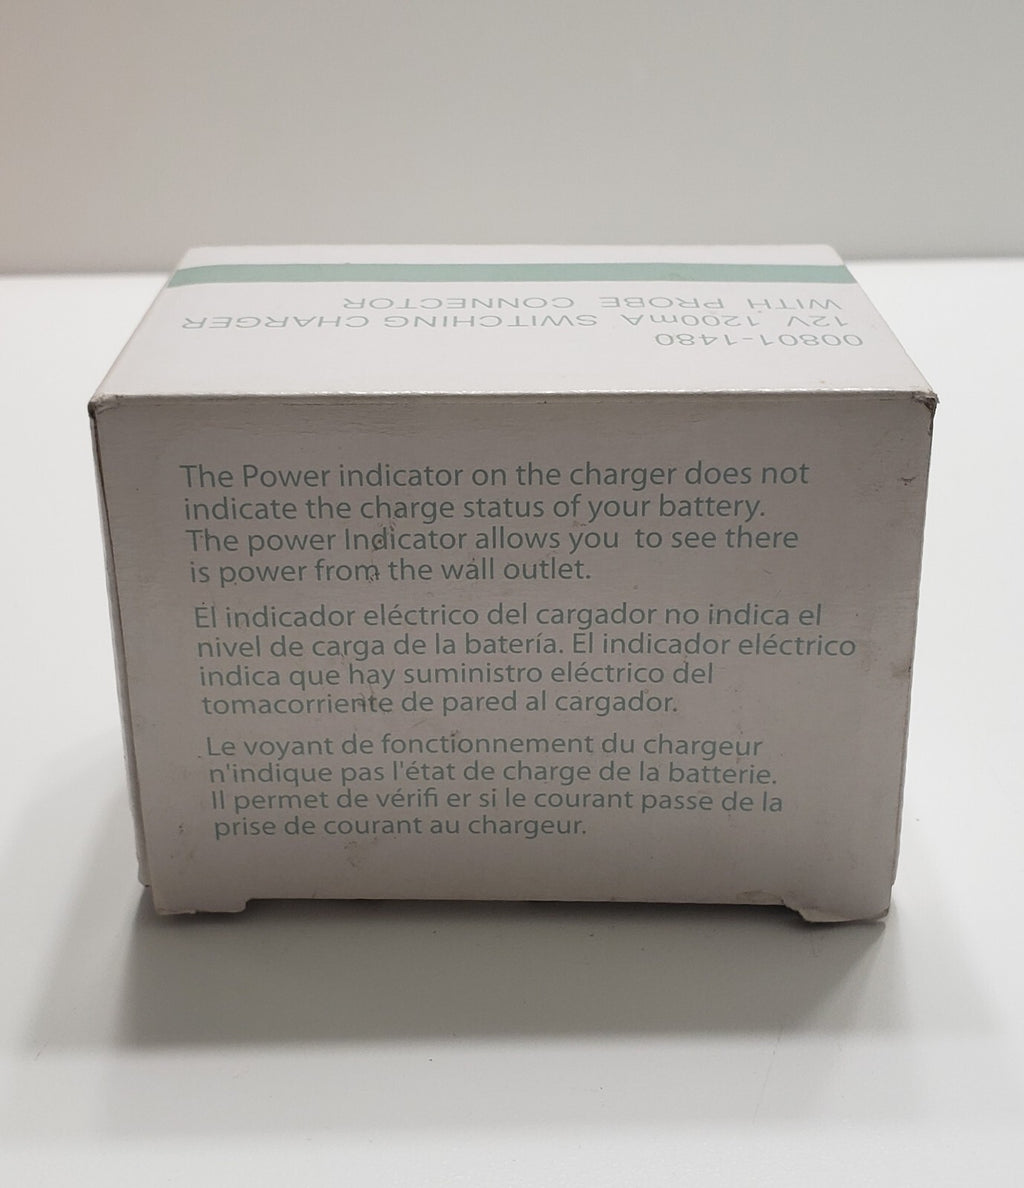 00801-1480
12V 1200mA SWITCHING CHARGER
WITH PROBE CONNECTOR
The Power indicator on the charger does not
indicate the charge status of your battery.
The power Indicator allows you to see there
is power from the wall outlet.
El indicador eléctrico del cargador no indica el
nivel de carga de la batería. El indicador eléctrico
indica que hay suministro eléctrico del
tomacorriente de pared al cargador.
Le voyant de fonctionnement du chargeur
n'indique pas l'état de charge de la batterie.
Il permet de vérifi er si le courant passe de la
prise de courant au chargeur.